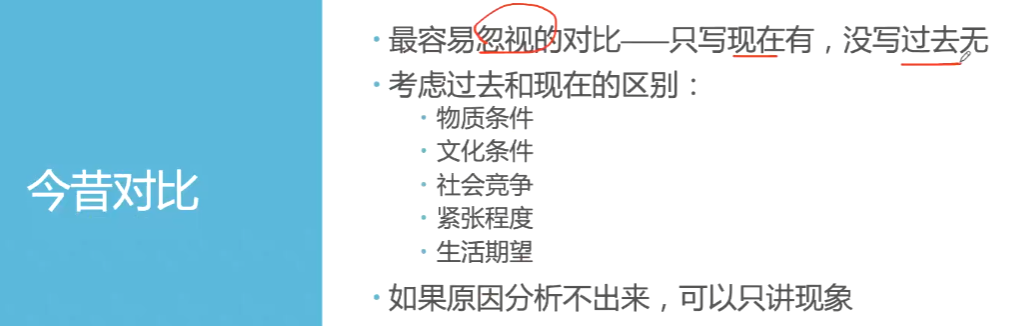 今昔对比
·最容易忽视的对比——只写现在有，没写过去无
·考虑过去和现在的区别：
·物质条件
·文化条件
·社会竞争
·紧张程度
·生活期望
·如果原因分析不出来，可以只讲现象